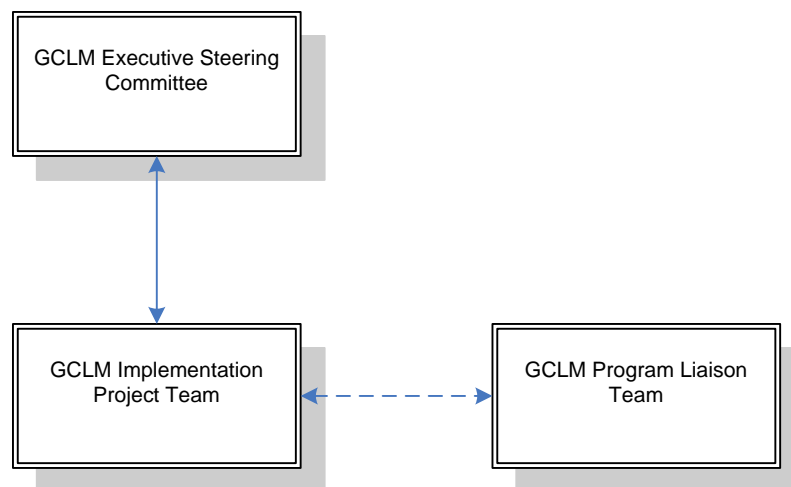 GCLM Executive Steering
Committee
GCLM Implementation
Project Team
GCLM Program Liaison
Team